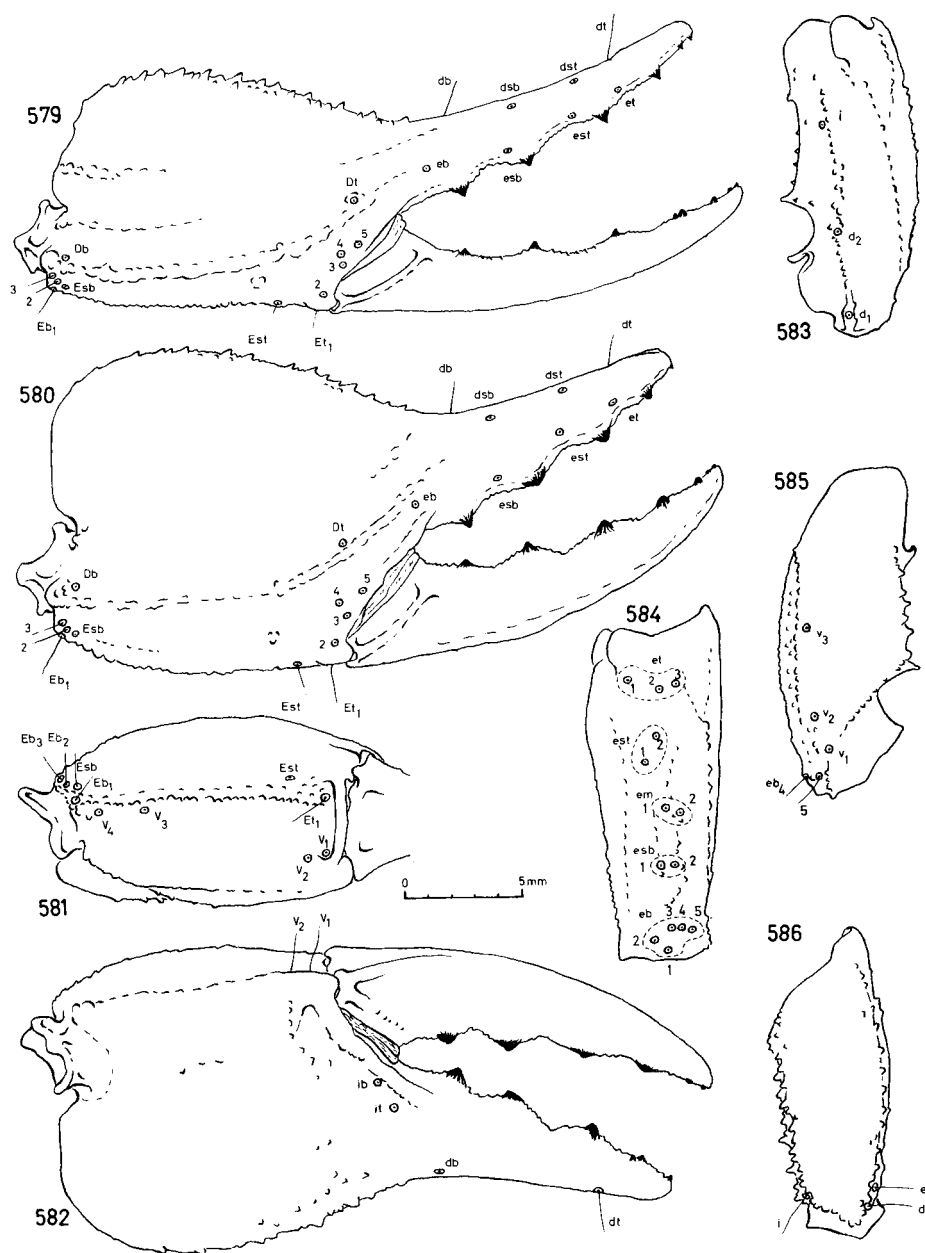 579
db
dsb
dst
dt
et
est
esb
eb
Dt
5
4
3
2
Db
3
2
Esb
Eb1
Est
Et1
580
db
dsb
dst
dt
et
est
esb
eb
Dt
5
4
3
2
Db
3
2
Esb
Eb1
Est
Et1
581
Eb3
Eb2
Esb
Eb1
Est
Et1
V4
V3
V2
V1
0 5mm
582
V2
V1
ib
it
db
dt
583
i
d2
d1
584
et
1 2 3
est
1 2
em
1 2
esb
1 2
eb
3 4 5
2
1
585
v3
v2
v1
eb4
5
586
i
e
d